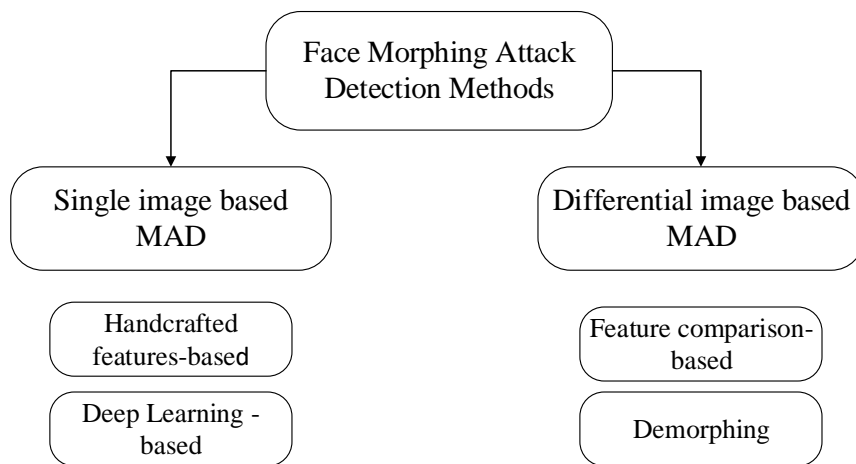 Face Morphing Attack
Detection Methods
Single image based
MAD
Differential image based
MAD
Handcrafted
features-based
Feature comparison-
based
Deep Learning -
based
Demorphing